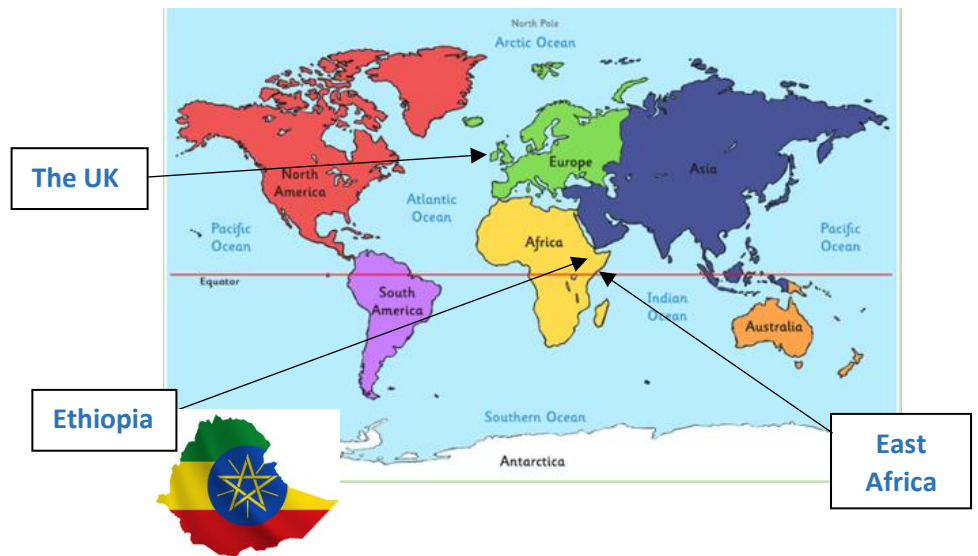 North Pole
Arctic Ocean
The UK
North
America
Europe
Asia
Atlantic
Ocean
Pacific
Ocean
Africa
Pacific
Ocean
Equator
South
America
Indian
Ocean
Australia
Ethiopia
Southern Ocean
East
Africa
Antarctica